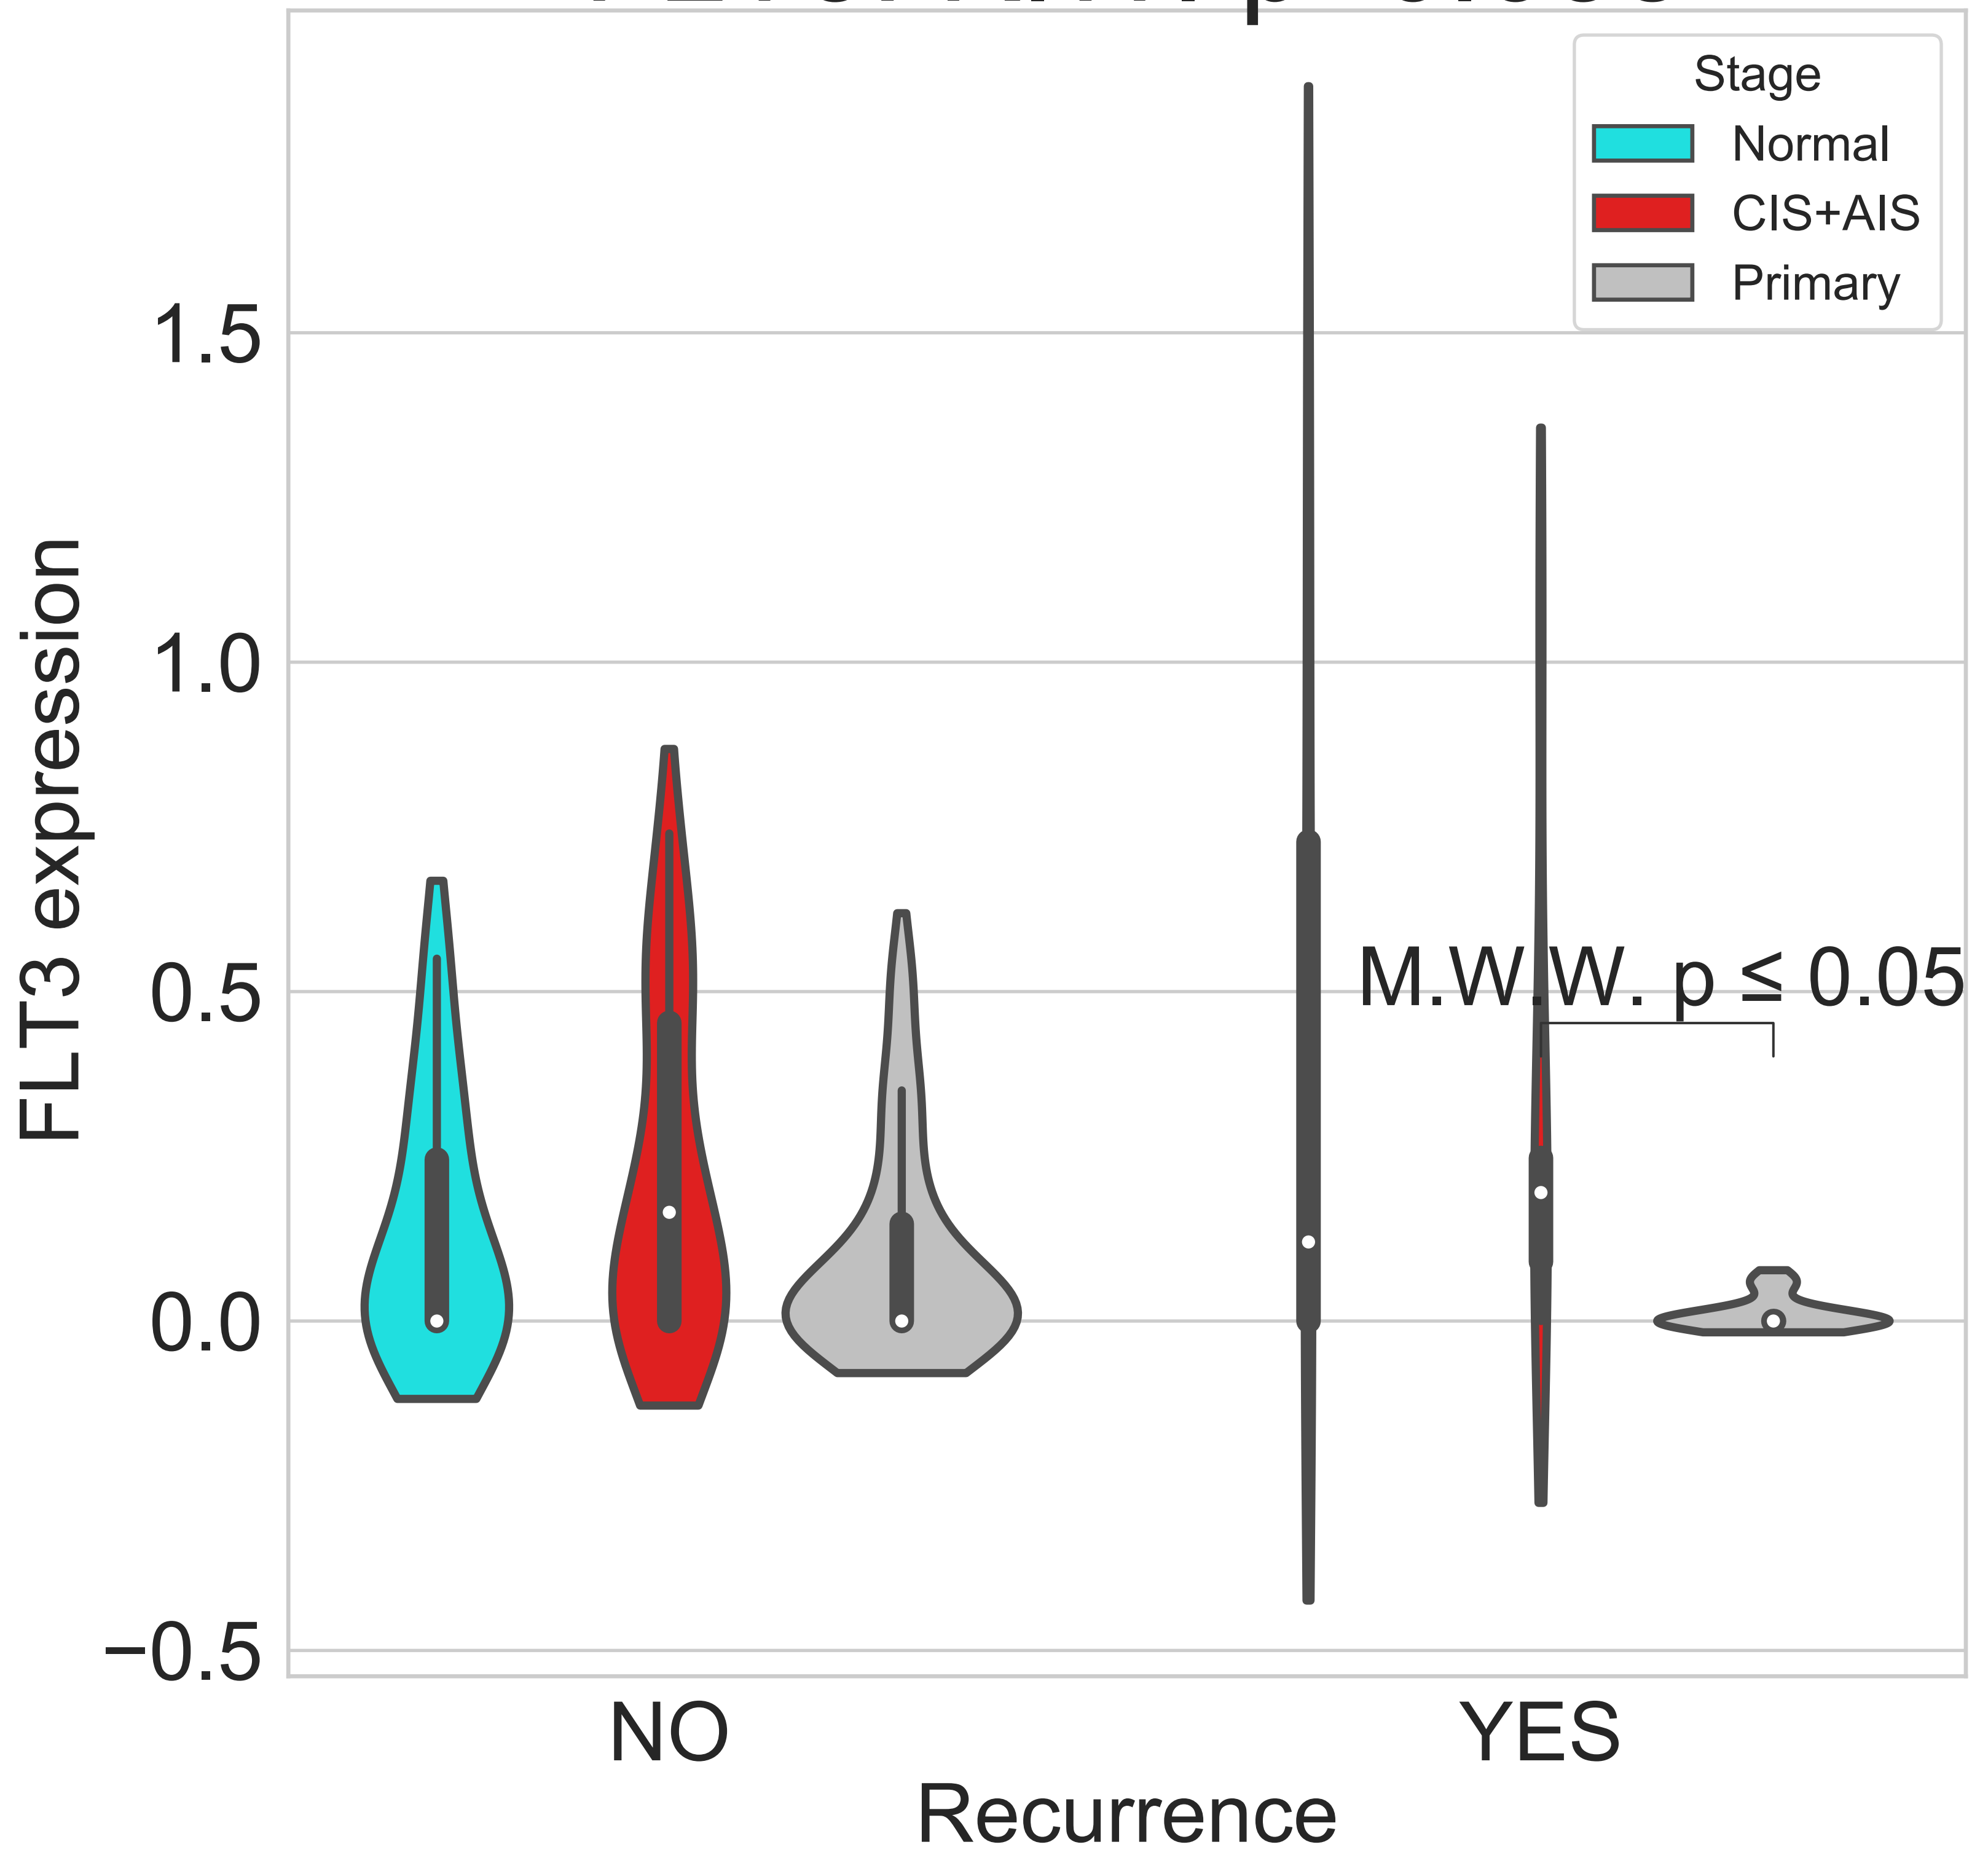 Stage
Normal
CIS+AIS
Primary
1.5
1.0
0.5
0.0
−0.5
FLT3 expression
M.W.W. p ≤ 0.05
NO
YES
Recurrence